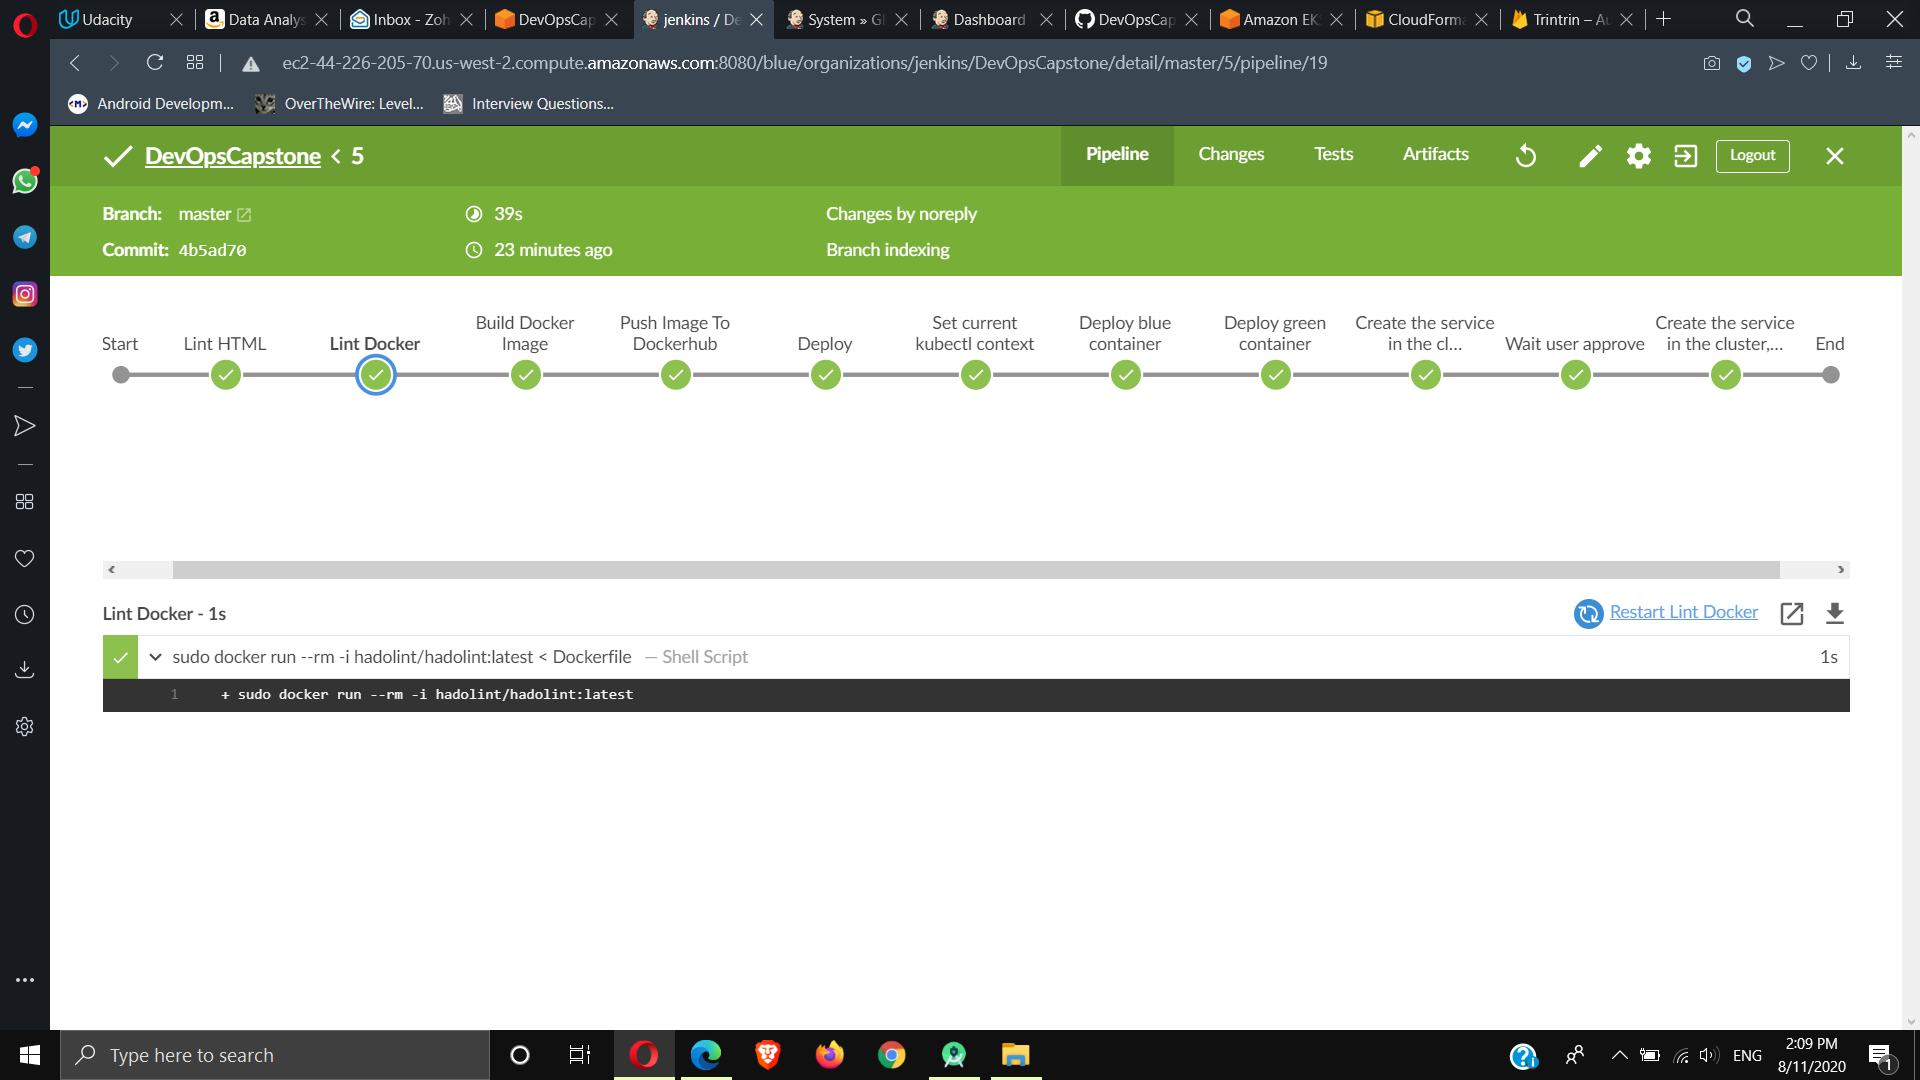 Udacity
Data Analys
Inbox - Zoh
DevOpsCap
jenkins / De
System » Gl
Dashboard
DevOpsCap
Amazon EKS
CloudForma
Trintrin – Au
ec2-44-226-205-70.us-west-2.compute.amazonaws.com:8080/blue/organizations/jenkins/DevOpsCapstone/detail/master/5/pipeline/19
Android Developm...
OverTheWire: Level...
Interview Questions...
DevOpsCapstone < 5
Pipeline
Changes
Tests
Artifacts
Logout
Branch: master
39s
Changes by noreply
Commit: 4b5ad70
23 minutes ago
Branch indexing
Start
Lint HTML
Lint Docker
Build Docker
Image
Push Image To
Dockerhub
Deploy
Set current
kubectl context
Deploy blue
container
Deploy green
container
Create the service
in the cl...
Wait user approve
Create the service
in the cluster,...
End
Lint Docker - 1s
Restart Lint Docker
sudo docker run --rm -i hadolint/hadolint:latest < Dockerfile — Shell Script
1s
1 + sudo docker run --rm -i hadolint/hadolint:latest
Type here to search
ENG
2:09 PM
8/11/2020
1